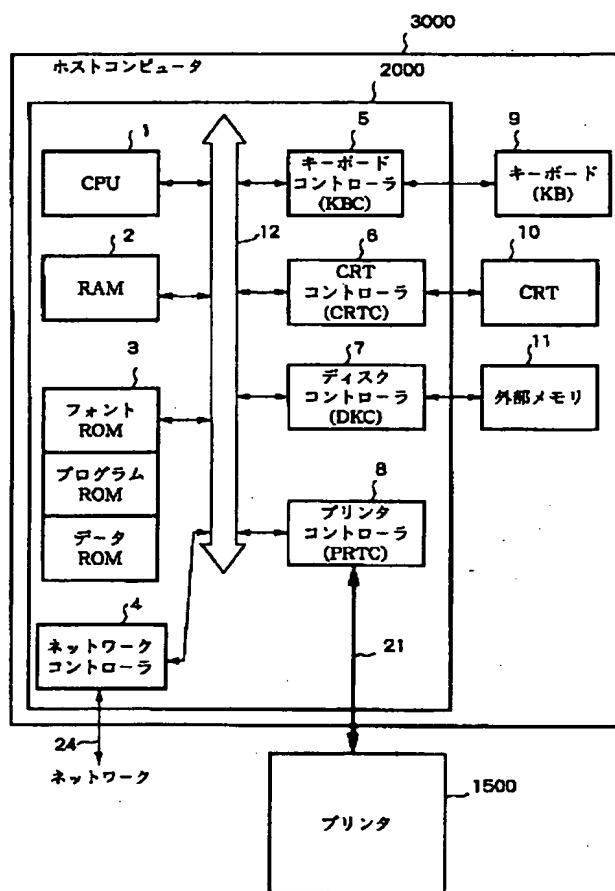 3000
ホストコンピュータ
2000
1
CPU
2
RAM
3
フォント
ROM
プログラム
ROM
データ
ROM
4
ネットワーク
コントローラ
24
ネットワーク
12
5
キーボード
コントローラ
(KBC)
6
CRT
コントローラ
(CRTC)
7
ディスク
コントローラ
(DKC)
8
プリンタ
コントローラ
(PRTC)
21
9
キーボード
(KB)
10
CRT
11
外部メモリ
1500
プリンタ